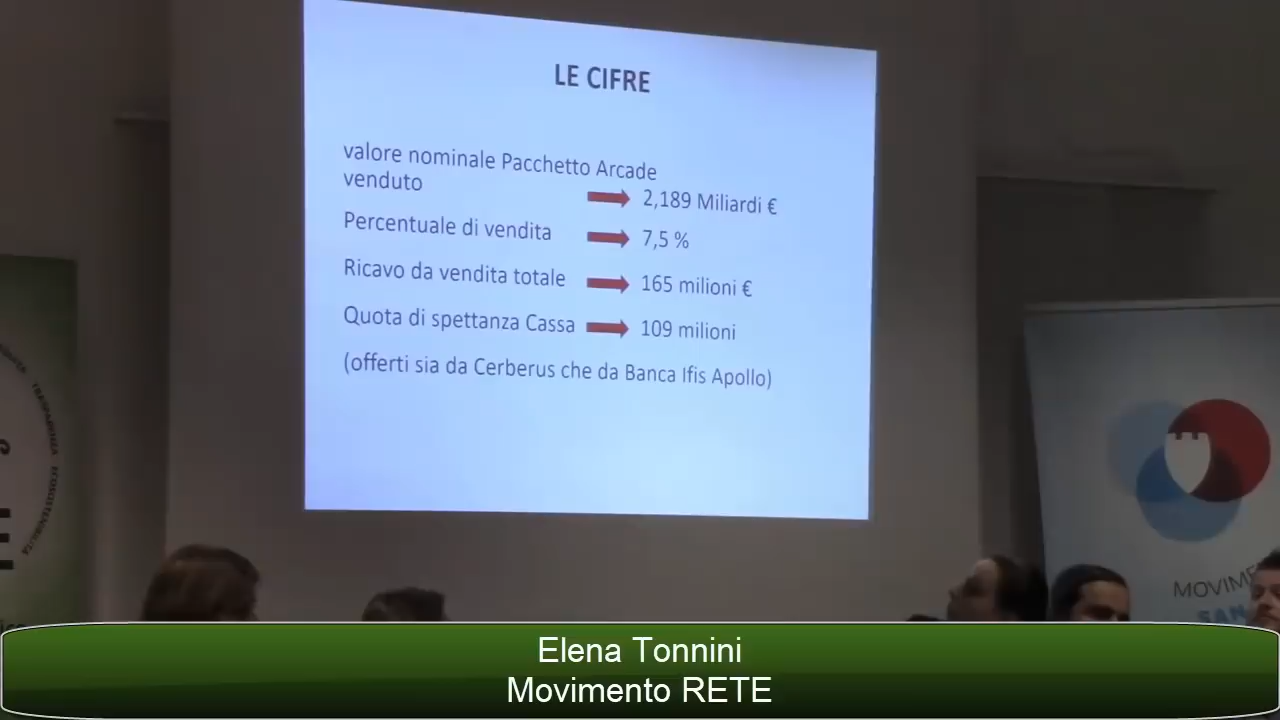 LE CIFRE
valore nominale Pacchetto Arcade
venduto
2,189 Miliardi €
Percentuale di vendita
7,5 %
Ricavo da vendita totale
165 milioni €
Quota di spettanza Cassa
109 milioni
(offerti sia da Cerberus che da Banca Ifis Apollo)
TRASPARENZA
ECOSOSTENIBILITÀ
Elena Tonnini
Movimento RETE